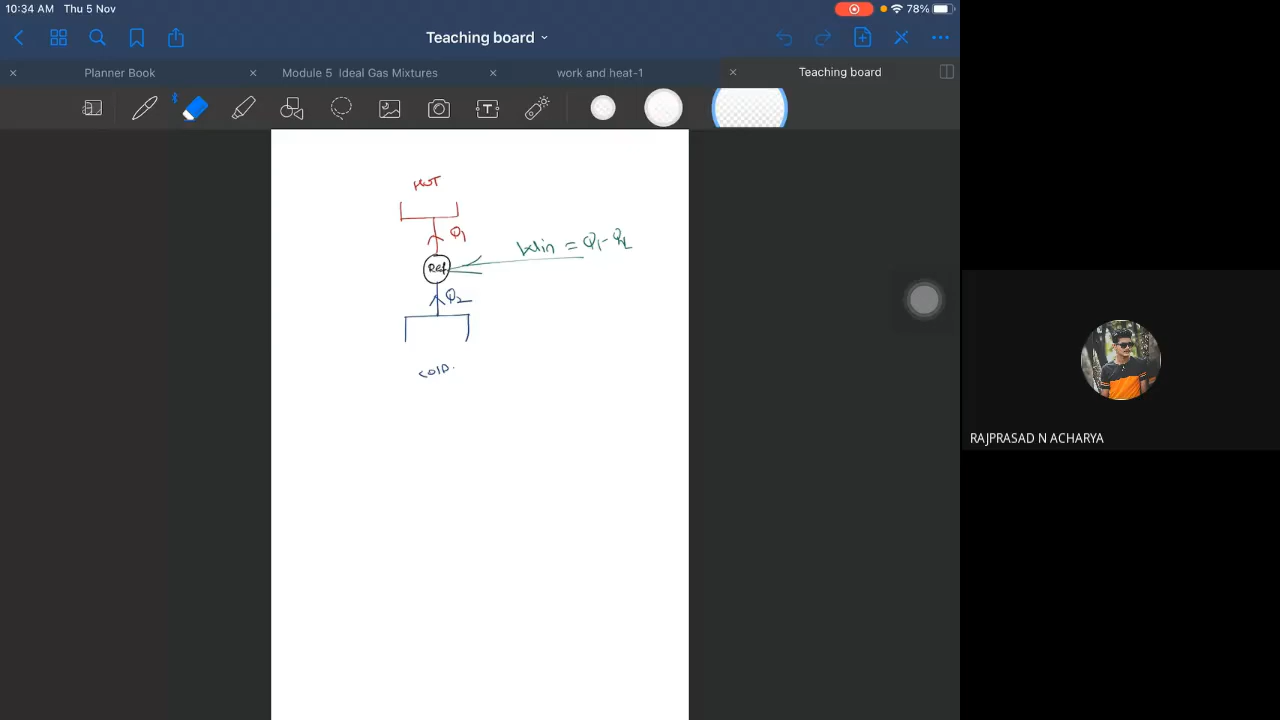 10:34 AM Thu 5 Nov
78%
Teaching board
Planner Book
Module 5 Ideal Gas Mixtures
work and heat-1
Teaching board
T
HOT
Q1
Win = Q1-Q2
Ref
Q2
COLD.
RAJPRASAD N ACHARYA